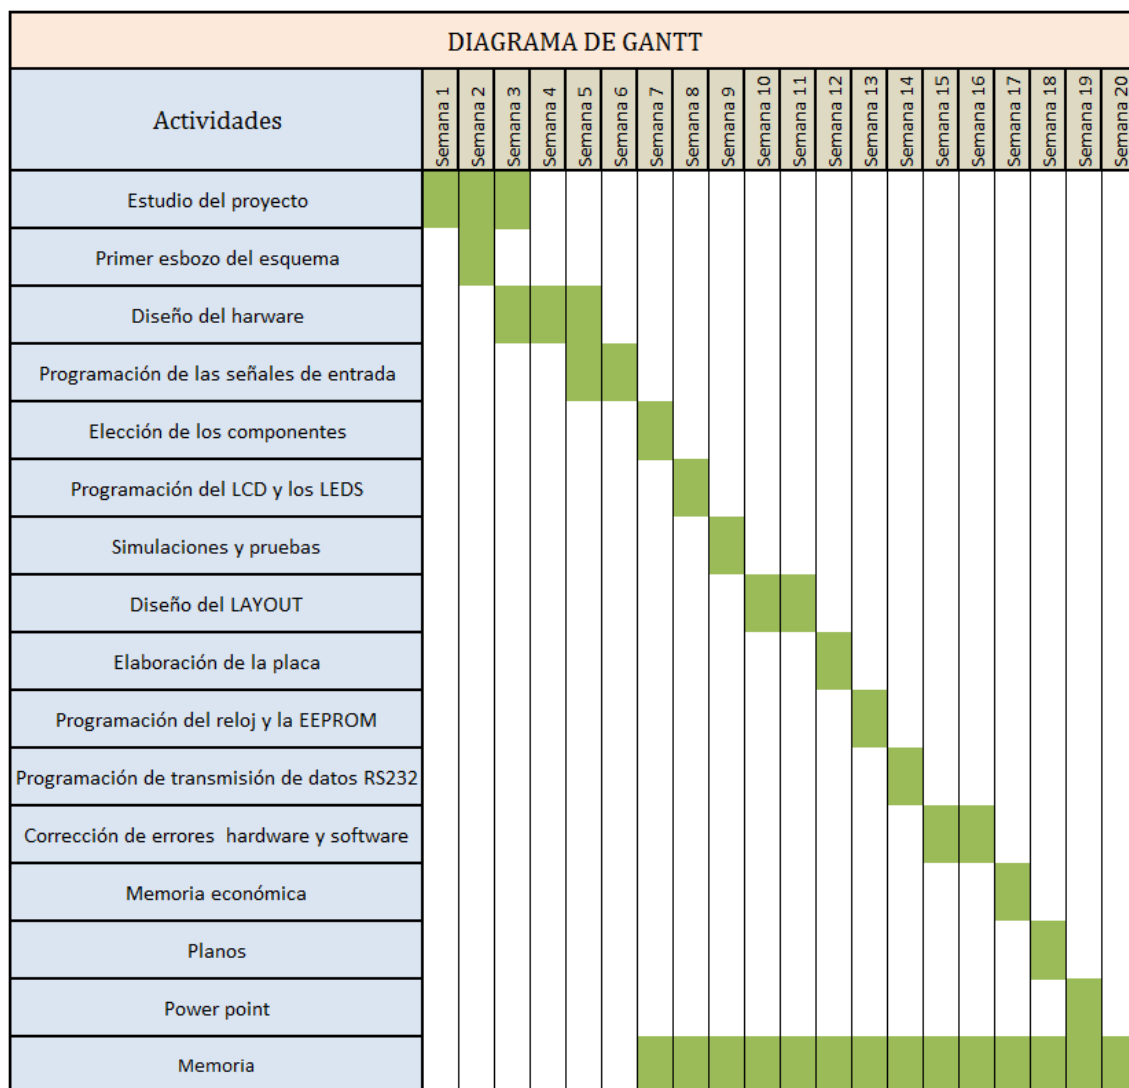 DIAGRAMA DE GANTT
Actividades
Semana 1
Semana 2
Semana 3
Semana 4
Semana 5
Semana 6
Semana 7
Semana 8
Semana 9
Semana 10
Semana 11
Semana 12
Semana 13
Semana 14
Semana 15
Semana 16
Semana 17
Semana 18
Semana 19
Semana 20
Estudio del proyecto
Primer esbozo del esquema
Diseño del harware
Programación de las señales de entrada
Elección de los componentes
Programación del LCD y los LEDS
Simulaciones y pruebas
Diseño del LAYOUT
Elaboración de la placa
Programación del reloj y la EEPROM
Programación de transmisión de datos RS232
Corrección de errores hardware y software
Memoria económica
Planos
Power point
Memoria